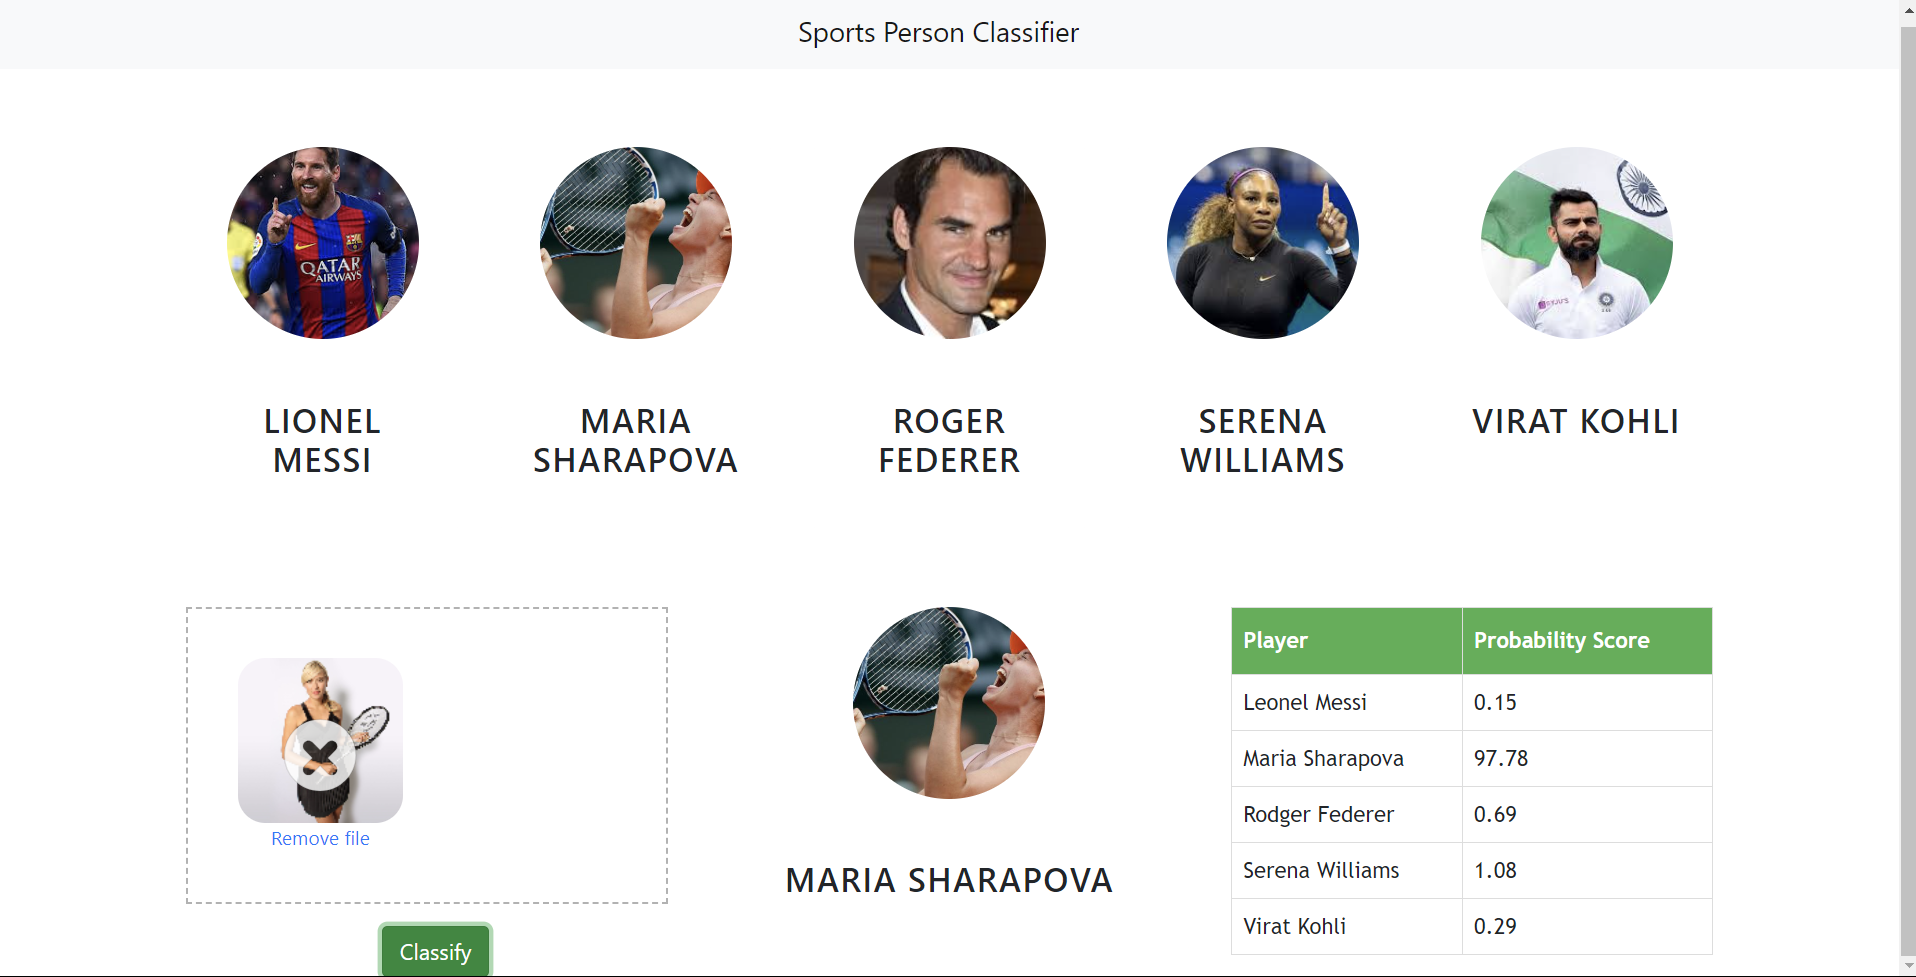 Sports Person Classifier
QATAR
AIRWAYS
BYJU'S
LIONEL
MESSI
MARIA
SHARAPOVA
ROGER
FEDERER
SERENA
WILLIAMS
VIRAT KOHLI
Remove file
Classify
MARIA SHARAPOVA
Player Probability Score
Leonel Messi 0.15
Maria Sharapova 97.78
Rodger Federer 0.69
Serena Williams 1.08
Virat Kohli 0.29